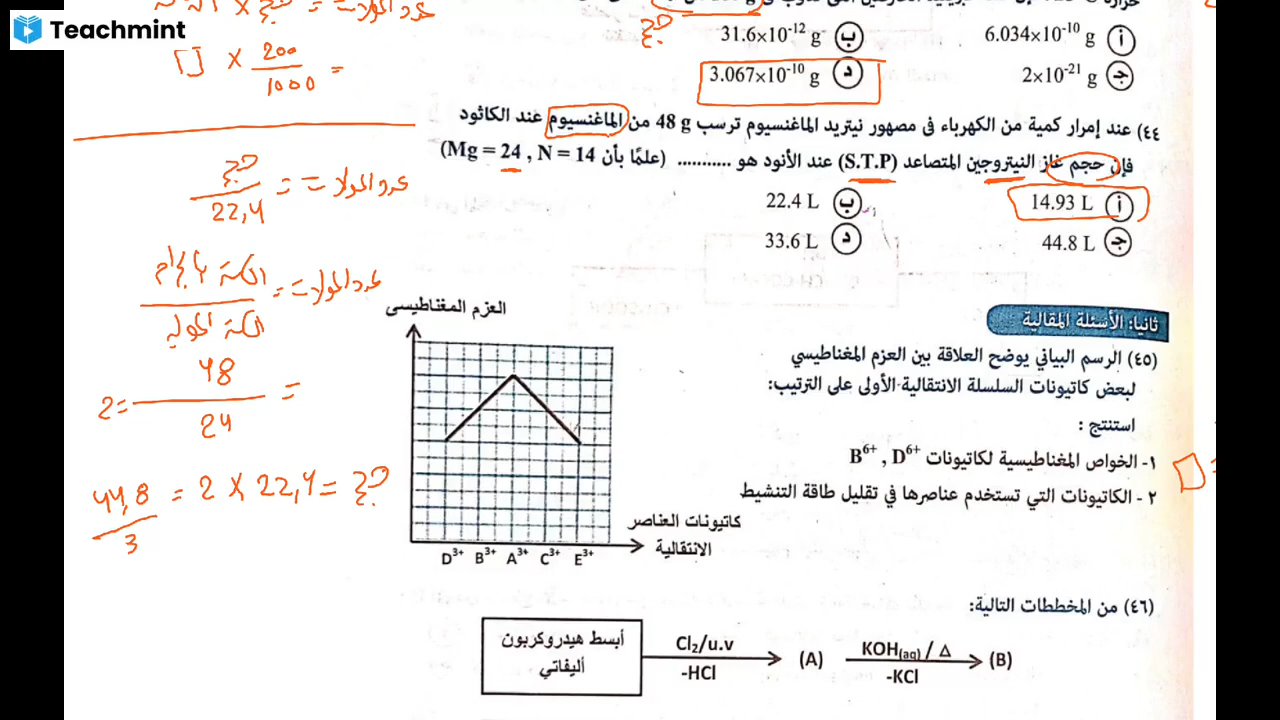 Teachmint
31.6×10-12 g ب
6.034×10-10 g أ
3.067×10-10 g د
2×10-21 g ج
٤٤) عند إمرار كمية من الكهرباء فى مصهور نيتريد الماغنسيوم ترسب 48 g من الماغنسيوم عند الكاثود
فإن حجم غاز النيتروجين المتصاعد (S.T.P) عند الأنود هو ........... (علمًا بأن Mg = 24 , N = 14)
أ 14.93 L
ب 22.4 L
ج 44.8 L
د 33.6 L
[] × 200/1000 =
عدد المولات = حج/22,4
عدد المولات = الكتلة بالجرام/الكتلة المولية
= 48/24 = 2
حج = 22,4 × 2 = 44,8
3
ثانيا: الأسئلة المقالية
٤٥) الرسم البياني يوضح العلاقة بين العزم المغناطيسي
لبعض كاتيونات السلسلة الانتقالية الأولى على الترتيب:
استنتج :
١- الخواص المغناطيسية لكاتيونات B6+ , D6+
٢ - الكاتيونات التي تستخدم عناصرها في تقليل طاقة التنشيط
العزم المغناطيسى
كاتيونات العناصر
الانتقالية
D3+ B3+ A3+ C3+ E3+
٤٦) من المخططات التالية:
أبسط هيدروكربون
أليفاتي
Cl2/u.v
-HCl
(A)
KOH(aq) / Δ
-KCl
(B)